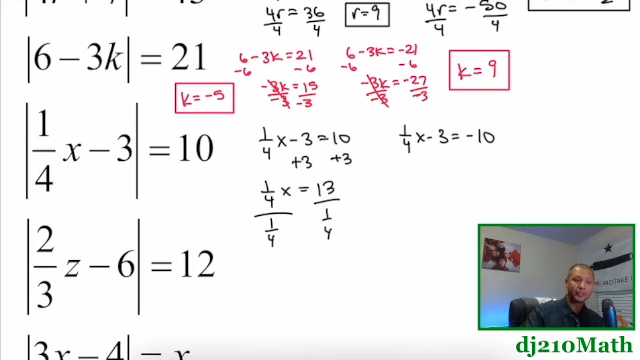 4r = 36
4 4
r = 9
4r = -50
4 4
|6 − 3k| = 21
6 - 3k = 21
-6 -6
-3k = 15
-3 -3
k = -5
6 - 3k = -21
-6 -6
-3k = -27
-3 -3
k = 9
|1/4 x − 3| = 10
1/4 x - 3 = 10
+3 +3
1/4 x = 13
1/4 1/4
1/4 x - 3 = -10
|2/3 z − 6| = 12
|3x − 4| = x
dj210Math